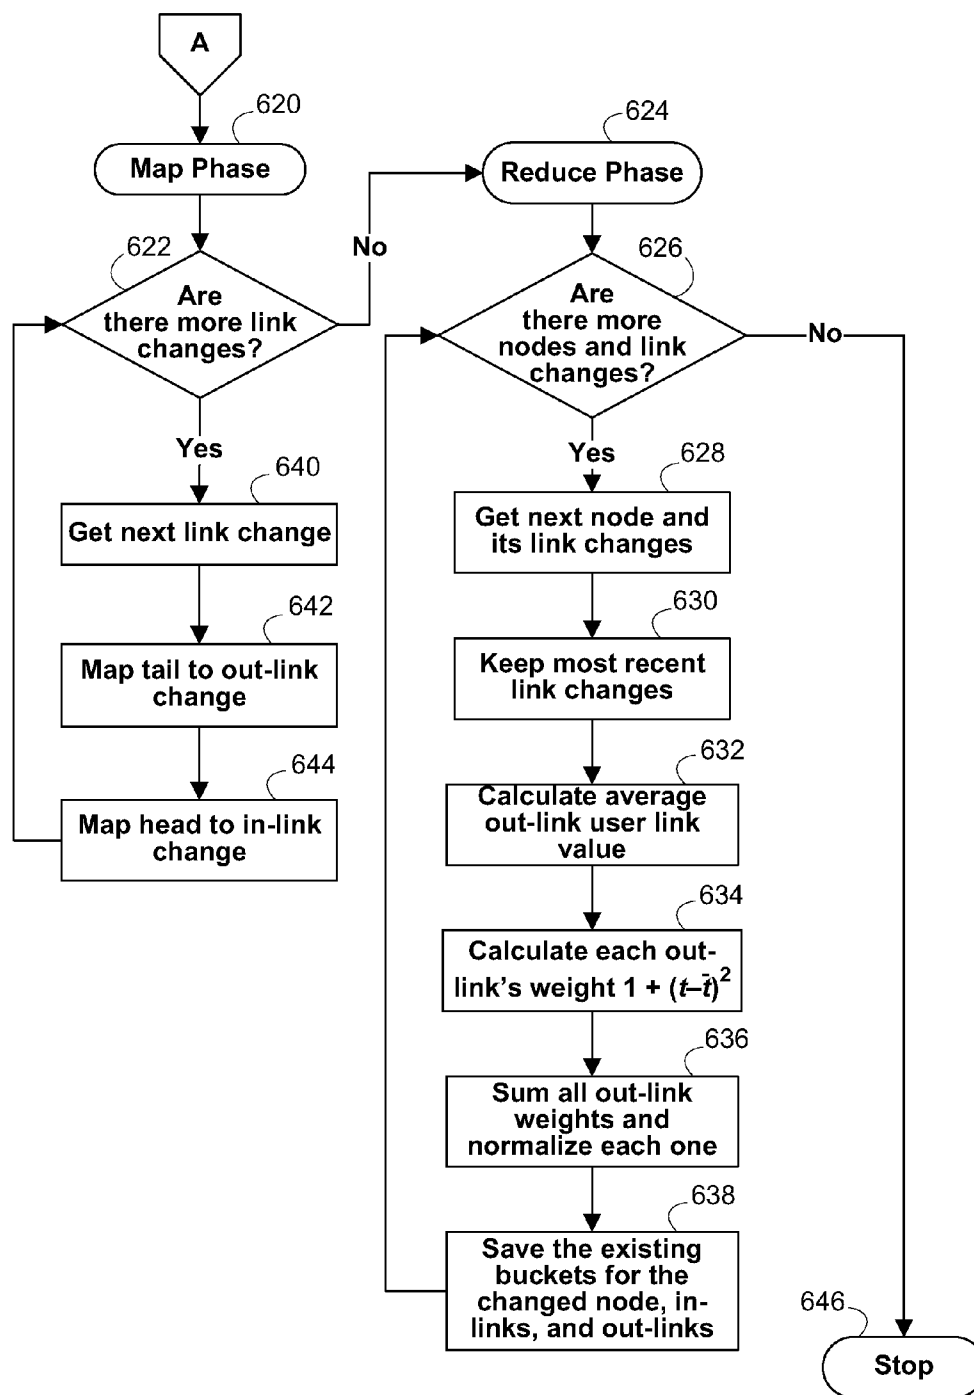 A
620
Map Phase
622
Are
there more link
changes?
No
Yes
640
Get next link change
642
Map tail to out-link
change
644
Map head to in-link
change
624
Reduce Phase
626
Are
there more
nodes and link
changes?
No
Yes
628
Get next node and
its link changes
630
Keep most recent
link changes
632
Calculate average
out-link user link
value
634
Calculate each out-
link's weight 1 + (t–t̄)²
636
Sum all out-link
weights and
normalize each one
638
Save the existing
buckets for the
changed node, in-
links, and out-links
646
Stop